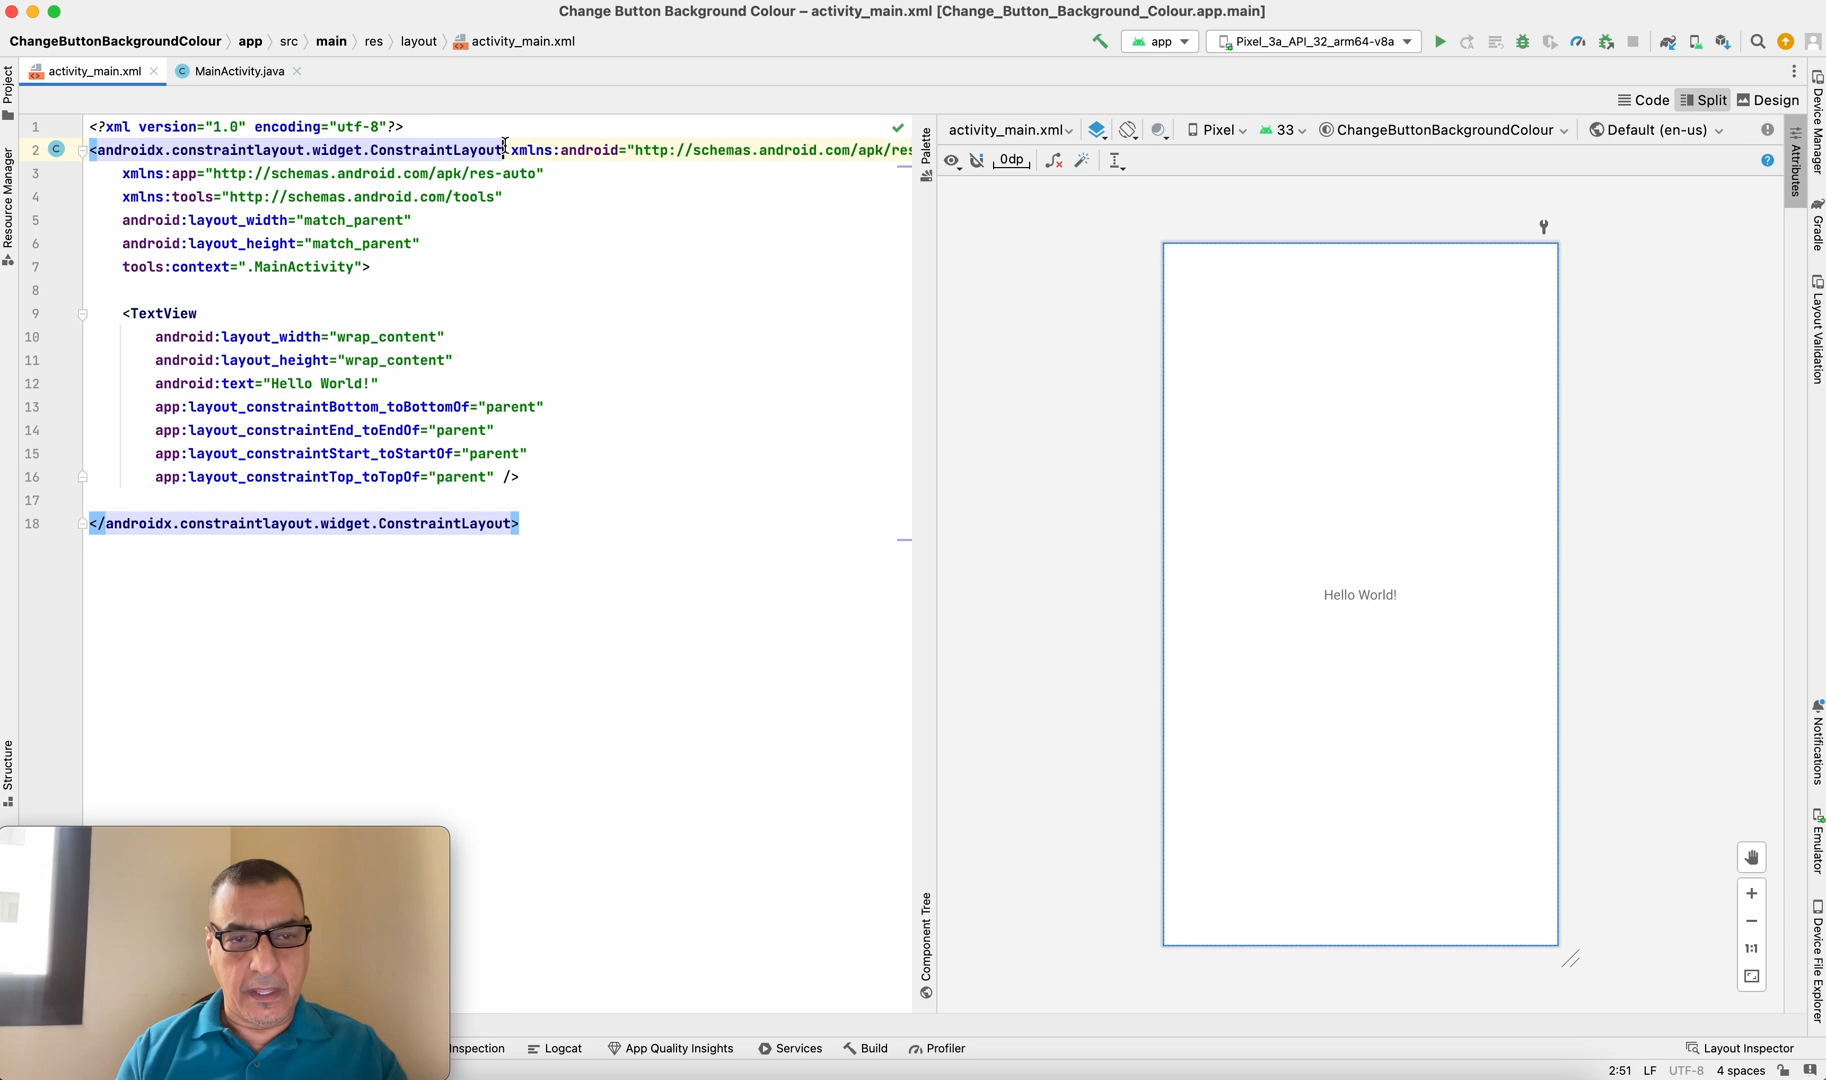 Change Button Background Colour – activity_main.xml [Change_Button_Background_Colour.app.main]
ChangeButtonBackgroundColour app src main res layout activity_main.xml
app Pixel_3a_API_32_arm64-v8a
activity_main.xml MainActivity.java
Code Split Design
activity_main.xml Pixel 33 ChangeButtonBackgroundColour Default (en-us)
0dp
1 <?xml version="1.0" encoding="utf-8"?>
2 <androidx.constraintlayout.widget.ConstraintLayout xmlns:android="http://schemas.android.com/apk/res
3 xmlns:app="http://schemas.android.com/apk/res-auto"
4 xmlns:tools="http://schemas.android.com/tools"
5 android:layout_width="match_parent"
6 android:layout_height="match_parent"
7 tools:context=".MainActivity">
8
9 <TextView
10 android:layout_width="wrap_content"
11 android:layout_height="wrap_content"
12 android:text="Hello World!"
13 app:layout_constraintBottom_toBottomOf="parent"
14 app:layout_constraintEnd_toEndOf="parent"
15 app:layout_constraintStart_toStartOf="parent"
16 app:layout_constraintTop_toTopOf="parent" />
17
18 </androidx.constraintlayout.widget.ConstraintLayout>
Hello World!
1:1
Project
Resource Manager
Structure
Palette
Component Tree
Attributes
Device Manager
Gradle
Layout Validation
Notifications
Emulator
Device File Explorer
nspection Logcat App Quality Insights Services Build Profiler Layout Inspector
2:51 LF UTF-8 4 spaces